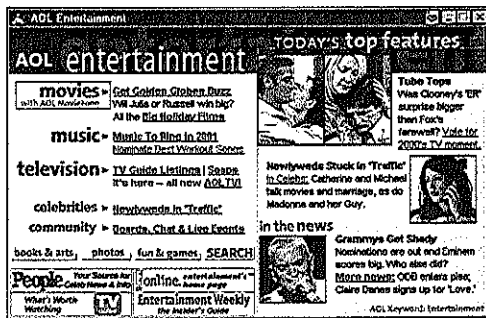 AOL Entertainment
AOL entertainment
TODAY'S top features
movies
with AOL Moviefone
Get Golden Globes Buzz
Will Julia or Russell win big?
All the Big Holiday Films
music
Music To Ring in 2001
Nominate Best Workout Songs
television
TV Guide Listings | Soaps
It's here – all new AOLTV!
celebrities
Newlyweds in "Traffic"
community
Boards, Chat & Live Events
books & arts, photos, fun & games, SEARCH
People
Your Source for
Celeb News & Info
What's Worth
Watching
TV
online.
entertainment's
home page
Entertainment Weekly
the Insider's Guide
Tube Tops
Was Clooney's 'ER'
surprise bigger
then Fox's
farewell? Vote for
2000's TV moment.
Newlyweds Stuck in "Traffic"
In Celebs: Catherine and Michael
talk movies and marriage, as do
Madonna and her Guy.
in the news
Grammys Get Shady
Nominations are out and Eminem
scores big. Who else did?
More news: OCB enters plea;
Claire Danes signs up for 'Love.'
AOL Keyword: Entertainment